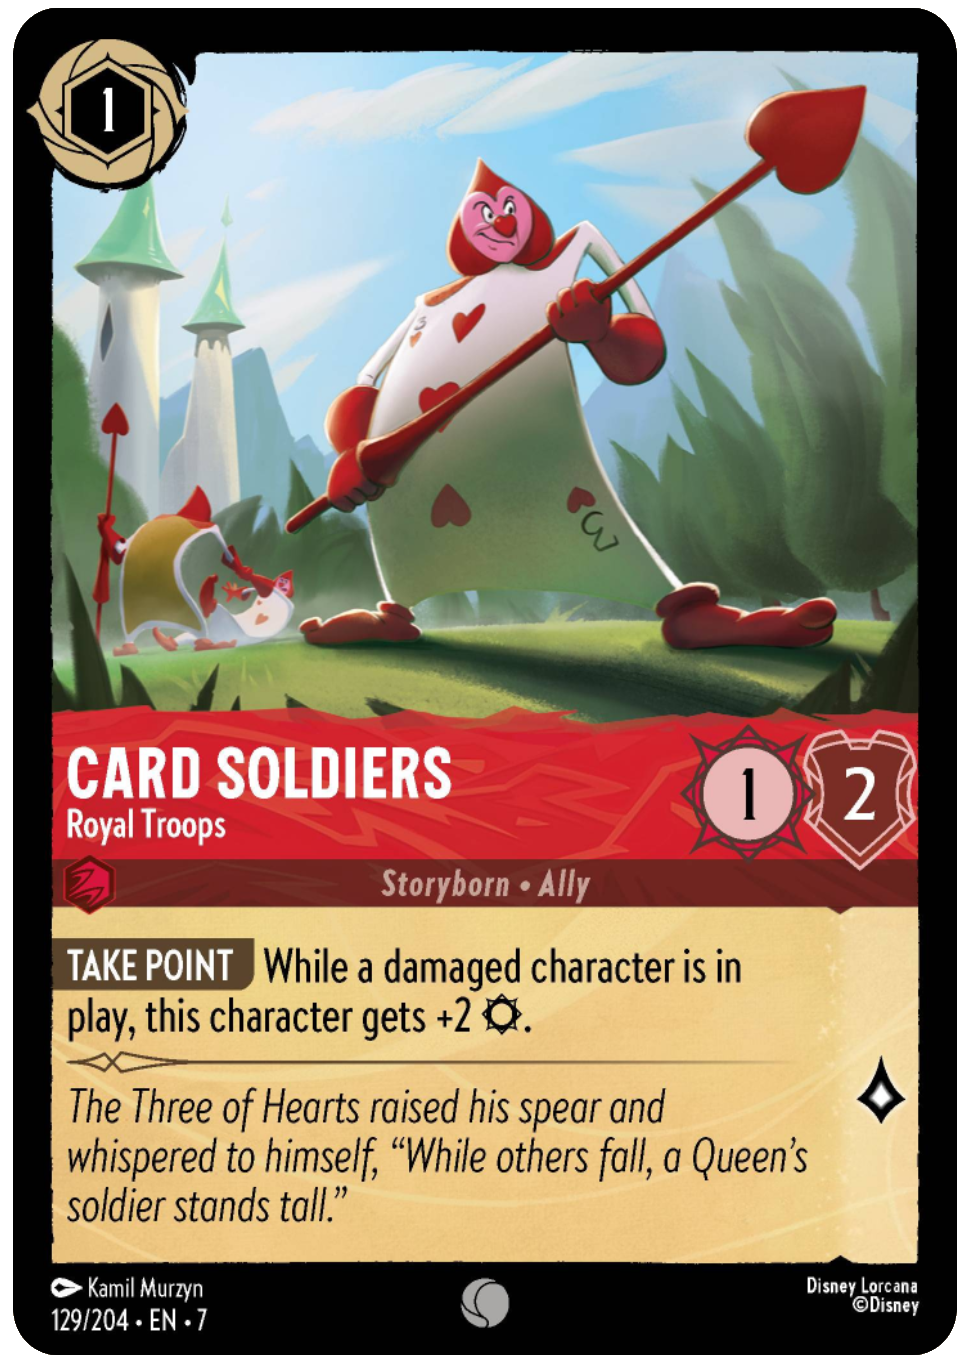 1
3
3
CARD SOLDIERS
Royal Troops
1
2
Storyborn • Ally
TAKE POINT While a damaged character is in
play, this character gets +2 .
The Three of Hearts raised his spear and
whispered to himself, “While others fall, a Queen’s
soldier stands tall.”
Kamil Murzyn
129/204 • EN • 7
Disney Lorcana
©Disney